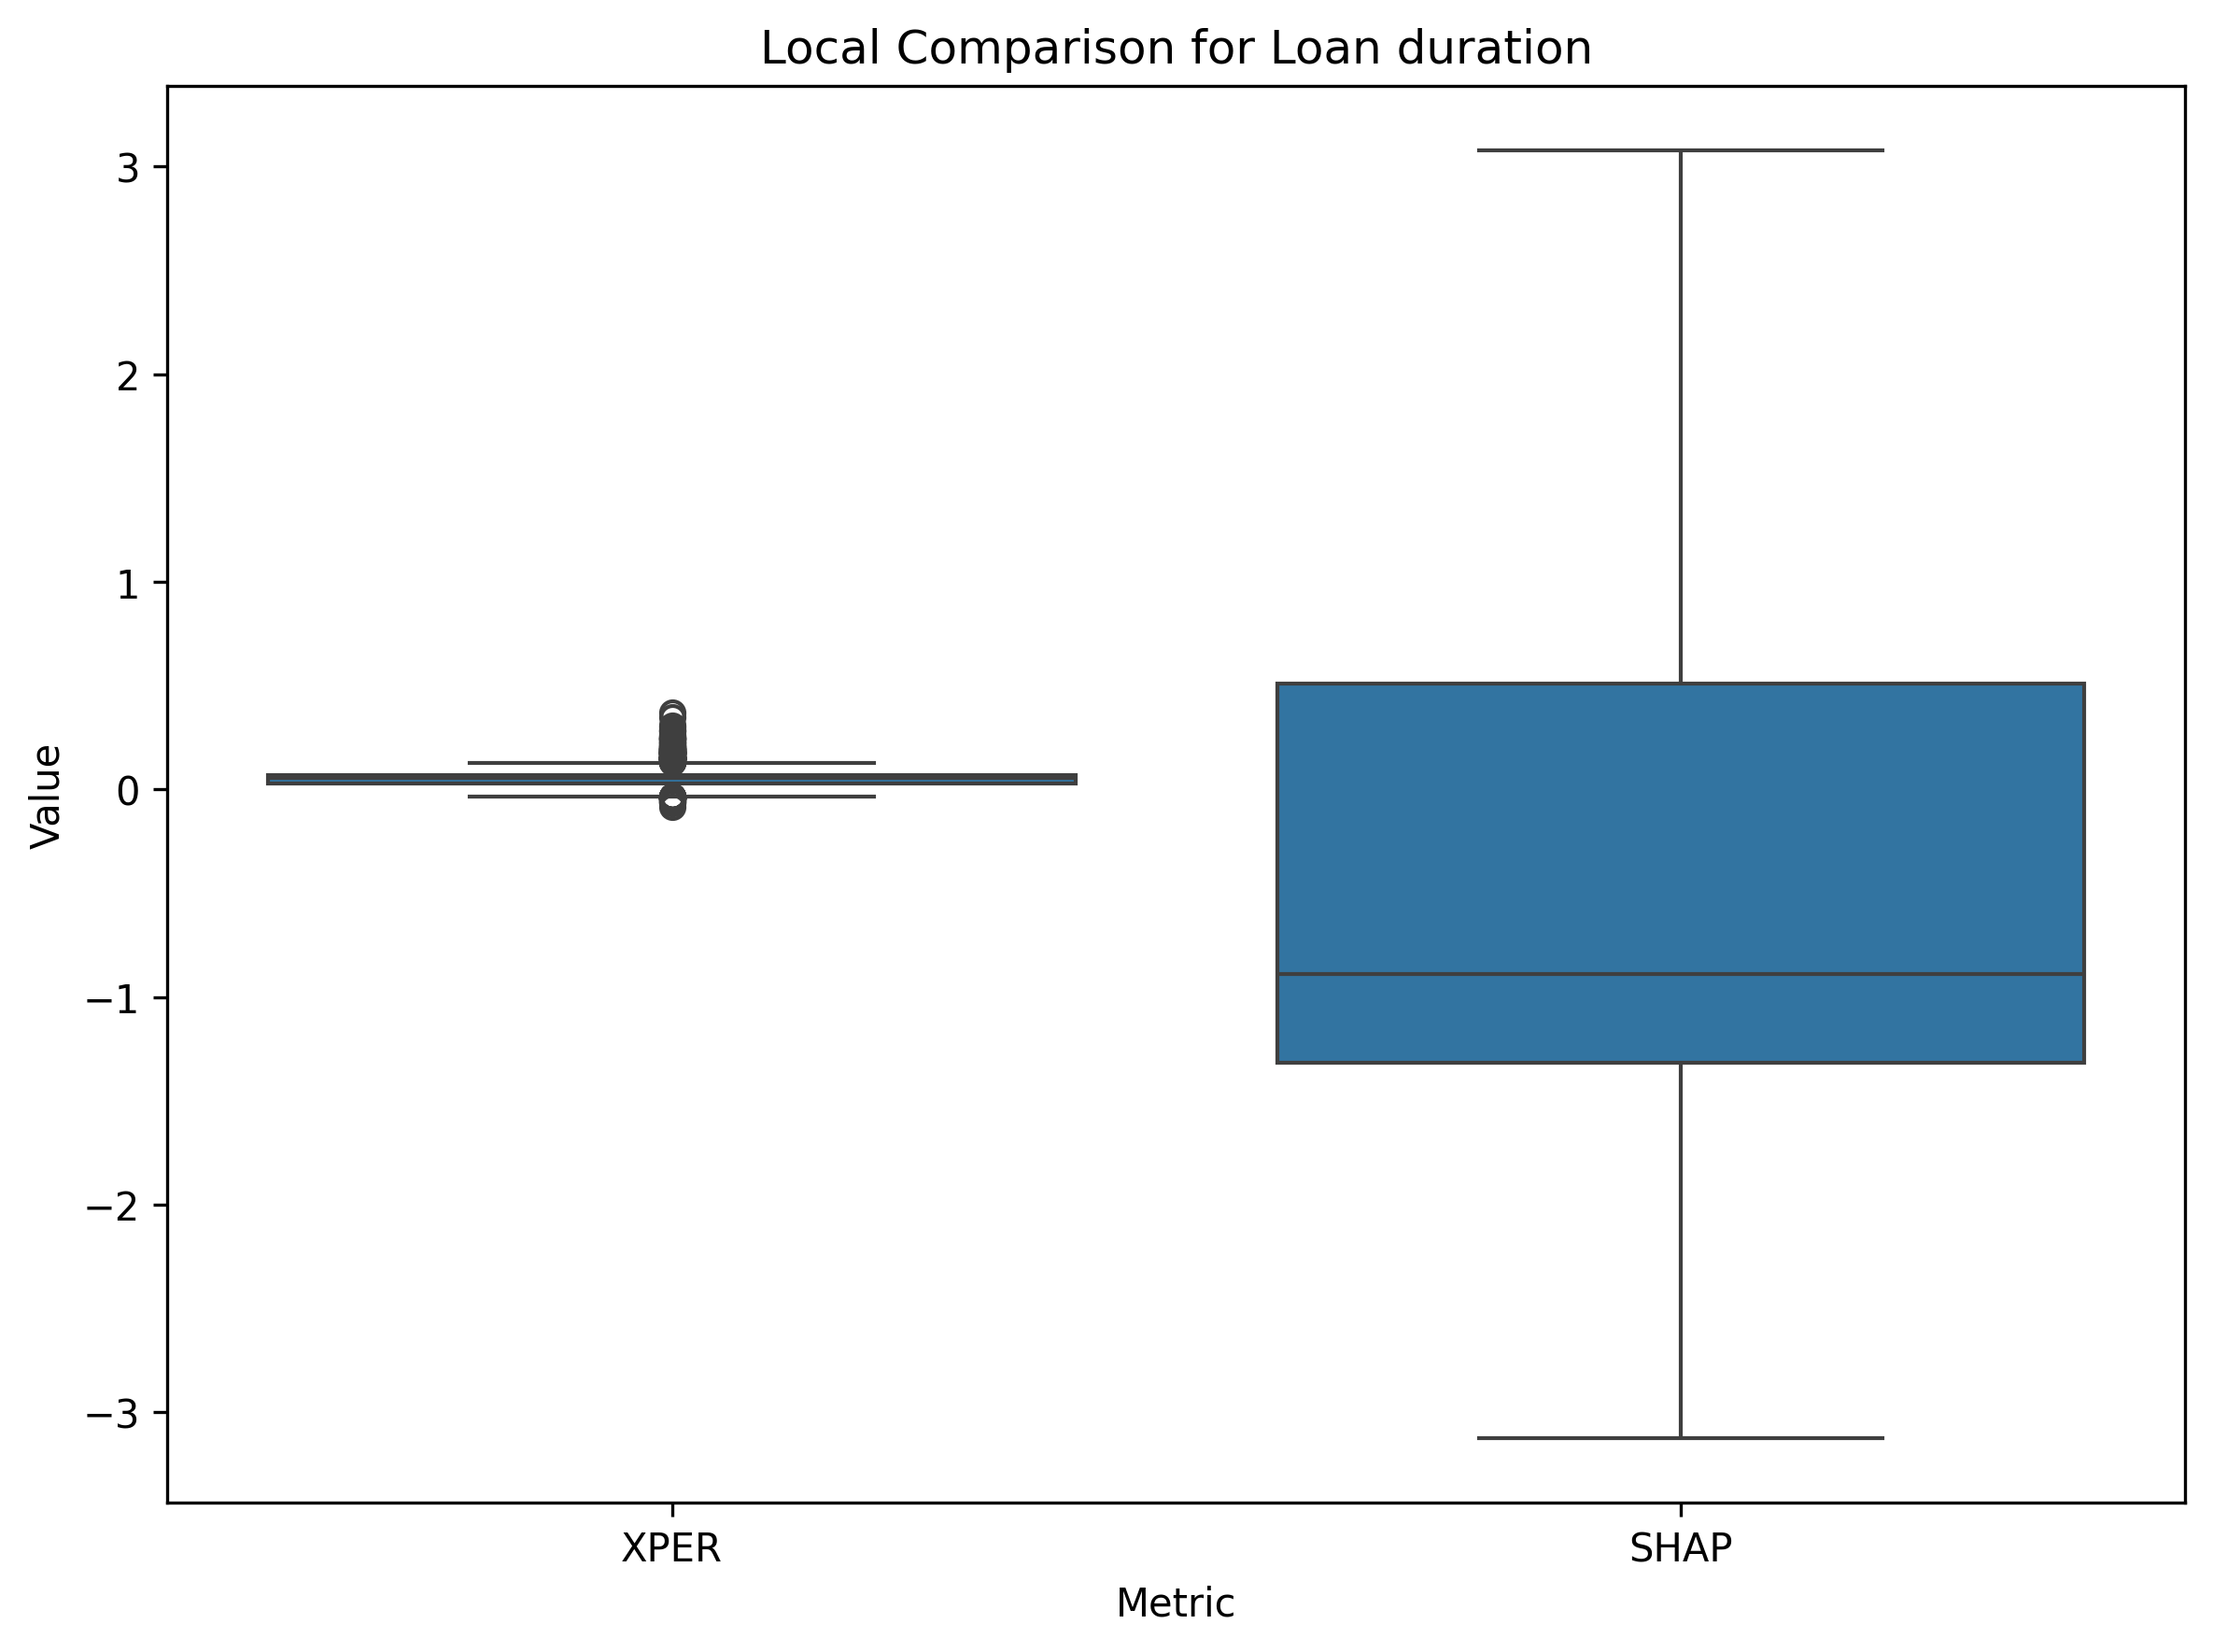 Local Comparison for Loan duration
Value
3
2
1
0
−1
−2
−3
XPER
SHAP
Metric